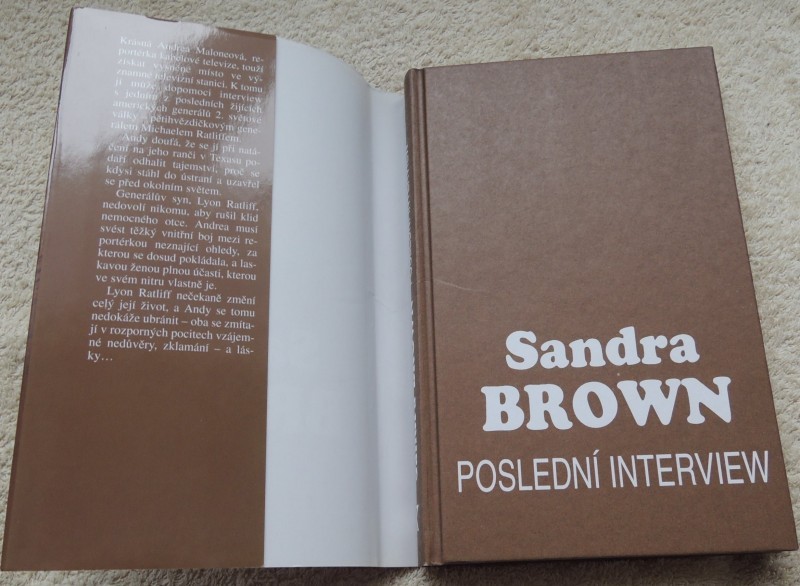 Krásná Andrea Maloneová, re-
portérka kabelové televize, touží
získat vysněné místo ve vý-
znamné televizní stanici. K tomu
jí může dopomoci interview
s jedním z posledních žijících
amerických generálů 2. světové
války – pětihvězdičkovým gene-
rálem Michaelem Ratliffem.
Andy doufá, že se jí při natá-
čení na jeho ranči v Texasu po-
daří odhalit tajemství, proč se
kdysi stáhl do ústraní a uzavřel
se před okolním světem.
Generálův syn, Lyon Ratliff,
nedovolí nikomu, aby rušil klid
nemocného otce. Andrea musí
svést těžký vnitřní boj mezi re-
portérkou neznající ohledy, za
kterou se dosud pokládala, a las-
kavou ženou plnou účasti, kterou
ve svém nitru vlastně je.
Lyon Ratliff nečekaně změní
celý její život, a Andy se tomu
nedokáže ubránit – oba se zmíta-
jí v rozporných pocitech vzájem-
né nedůvěry, zklamání – a lás-
ky...
Sandra
BROWN
POSLEDNÍ INTERVIEW